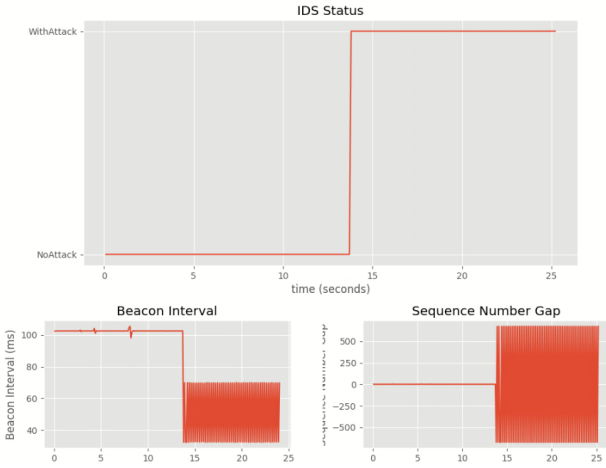 IDS Status
WithAttack
NoAttack
0 5 10 15 20 25
time (seconds)
Beacon Interval
Beacon Interval (ms)
100
80
60
40
0 5 10 15 20 25
Sequence Number Gap
500
250
0
−250
−500
0 5 10 15 20 25